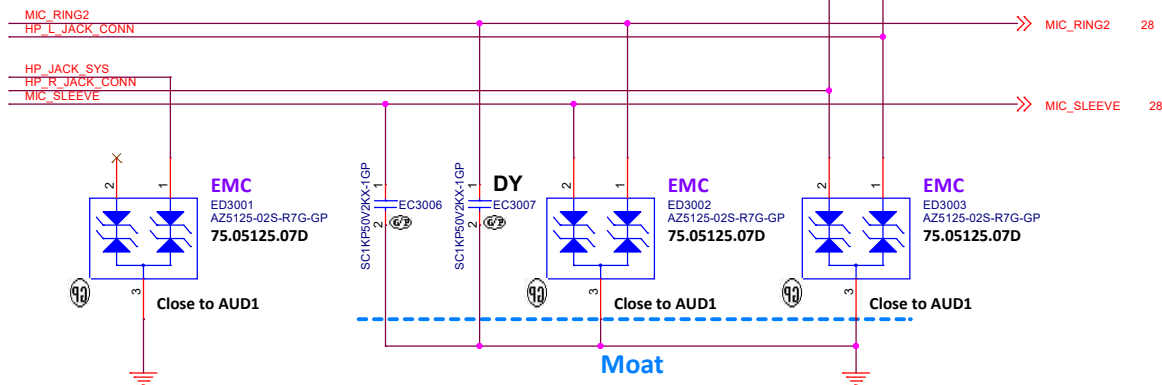 MIC_RING2
HP_L_JACK_CONN
MIC_RING2 28
HP_JACK_SYS
HP_R_JACK_CONN
MIC_SLEEVE
MIC_SLEEVE 28
2
1
EMC
ED3001
AZ5125-02S-R7G-GP
75.05125.07D
3
Close to AUD1
SC1KP50V2KX-1GP
1
2
EC3006
SC1KP50V2KX-1GP
1
2
DY
EC3007
2
1
EMC
ED3002
AZ5125-02S-R7G-GP
75.05125.07D
3
Close to AUD1
2
1
EMC
ED3003
AZ5125-02S-R7G-GP
75.05125.07D
3
Close to AUD1
GP
GP
GP
Moat